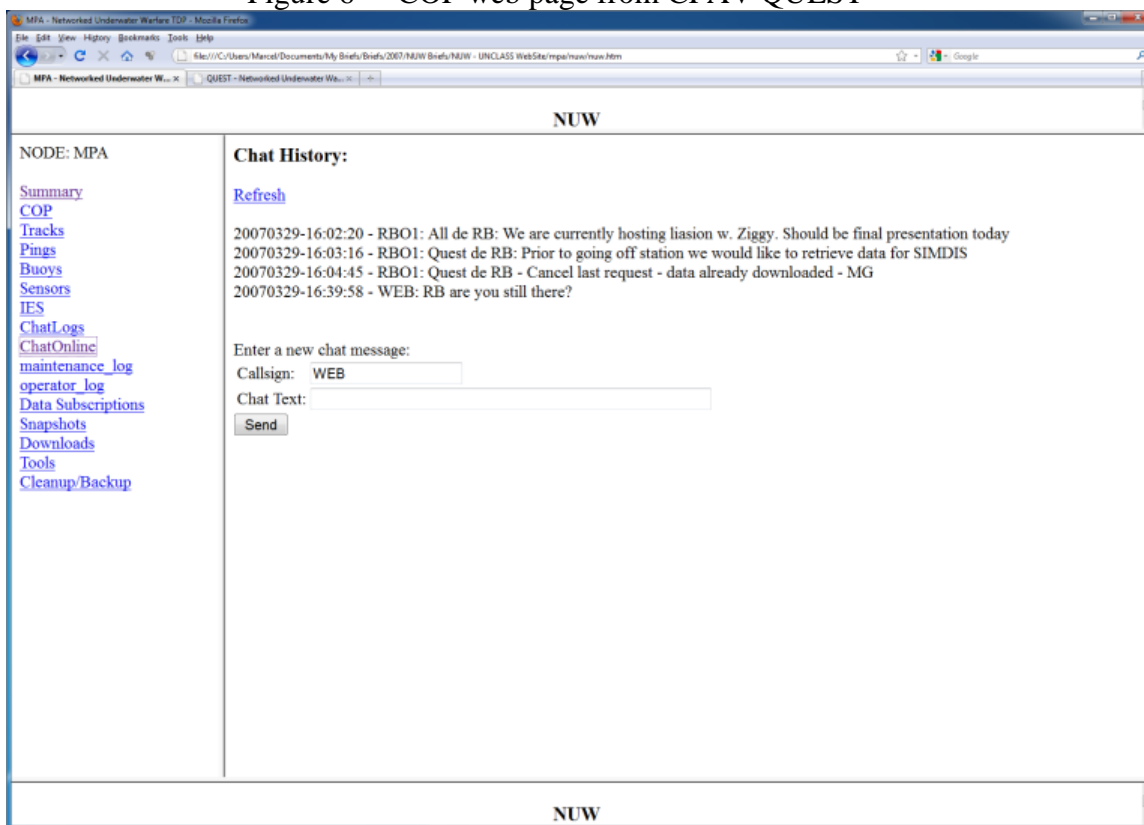 Figure 6 – COP web page from CFAV QUEST
MPA - Networked Underwater Warfare TDP - Mozilla Firefox
File Edit View History Bookmarks Tools Help
file:///C:/Users/Marcel/Documents/My Briefs/Briefs/2007/NUW Briefs/NUW - UNCLASS WebSite/mpa/nuw/nuw.htm
Google
MPA - Networked Underwater W... × QUEST - Networked Underwater Wa... ×
NUW
NODE: MPA
Summary
COP
Tracks
Pings
Buoys
Sensors
IES
ChatLogs
ChatOnline
maintenance_log
operator_log
Data Subscriptions
Snapshots
Downloads
Tools
Cleanup/Backup
Chat History:
Refresh
20070329-16:02:20 - RBO1: All de RB: We are currently hosting liasion w. Ziggy. Should be final presentation today
20070329-16:03:16 - RBO1: Quest de RB: Prior to going off station we would like to retrieve data for SIMDIS
20070329-16:04:45 - RBO1: Quest de RB - Cancel last request - data already downloaded - MG
20070329-16:39:58 - WEB: RB are you still there?
Enter a new chat message:
Callsign: WEB
Chat Text:
Send
NUW